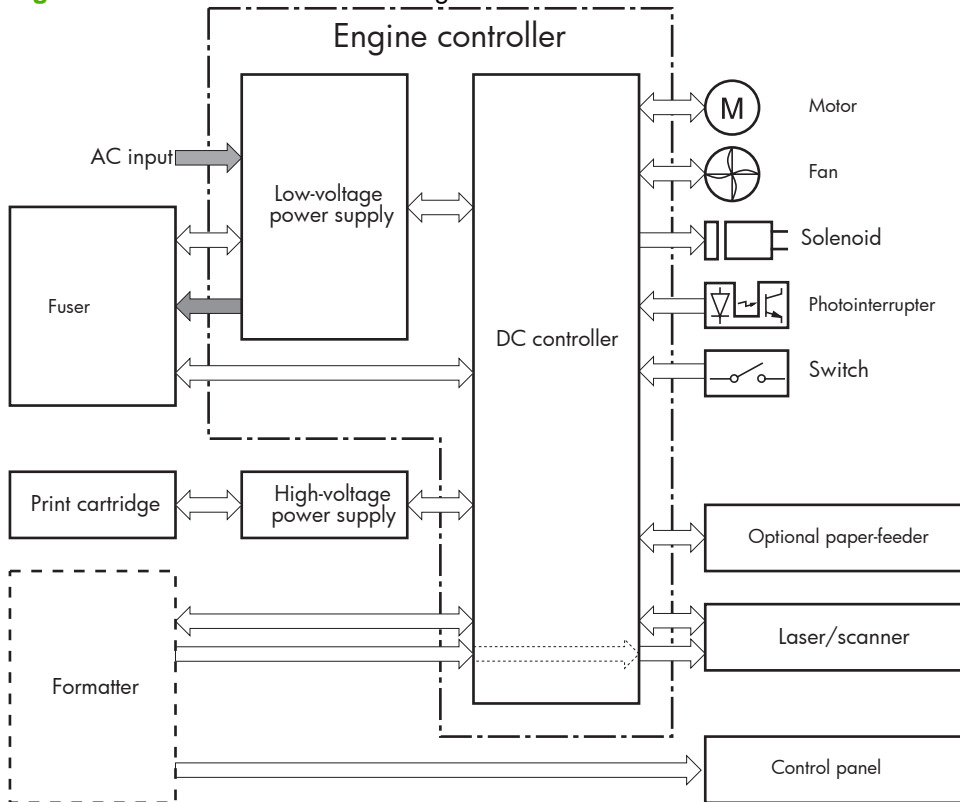 Engine controller
AC input
Low-voltage
power supply
Fuser
DC controller
M
Motor
Fan
Solenoid
Photointerrupter
Switch
Print cartridge
High-voltage
power supply
Optional paper-feeder
Laser/scanner
Formatter
Control panel